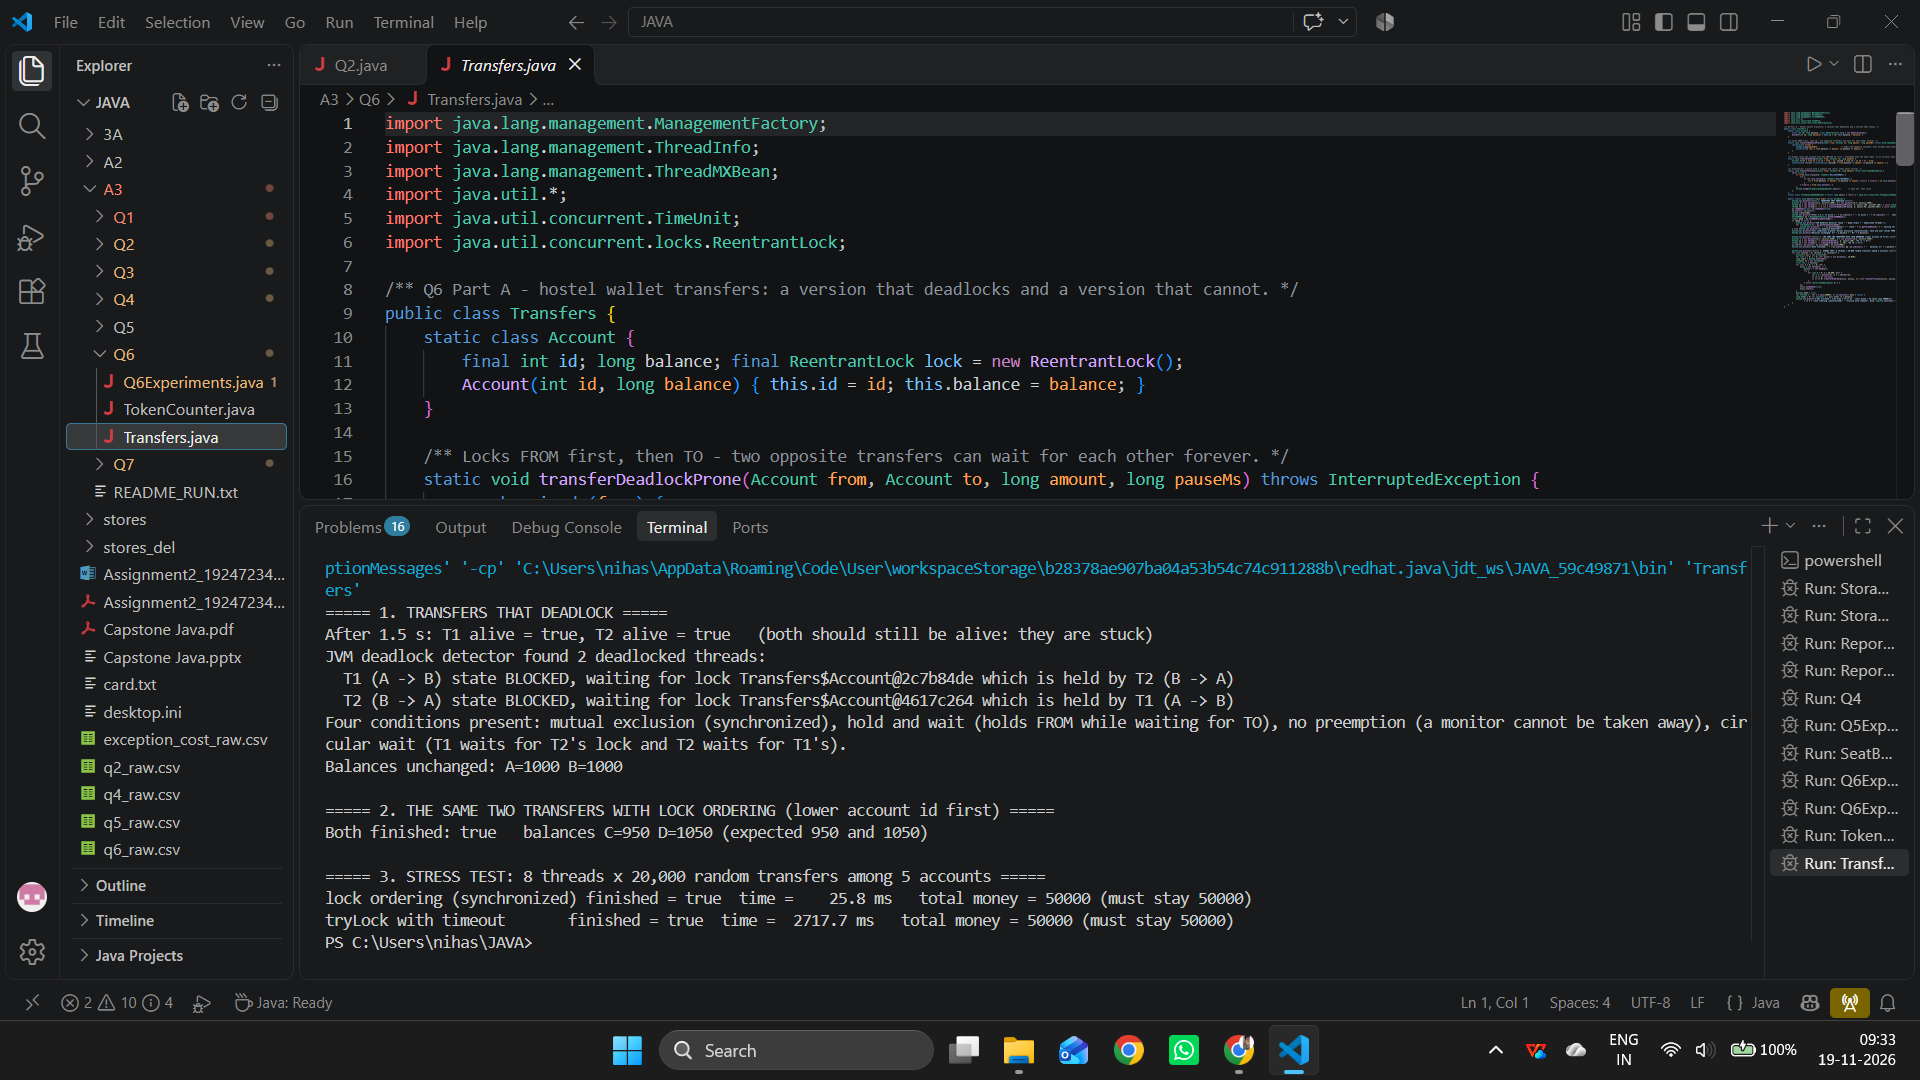 File Edit Selection View Go Run Terminal Help
JAVA
Explorer
JAVA
3A
A2
A3
Q1
Q2
Q3
Q4
Q5
Q6
Q6Experiments.java 1
TokenCounter.java
Transfers.java
Q7
README_RUN.txt
stores
stores_del
Assignment2_19247234...
Assignment2_19247234...
Capstone Java.pdf
Capstone Java.pptx
card.txt
desktop.ini
exception_cost_raw.csv
q2_raw.csv
q4_raw.csv
q5_raw.csv
q6_raw.csv
Outline
Timeline
Java Projects
Q2.java
Transfers.java
A3 > Q6 > Transfers.java > ...
1 import java.lang.management.ManagementFactory;
2 import java.lang.management.ThreadInfo;
3 import java.lang.management.ThreadMXBean;
4 import java.util.*;
5 import java.util.concurrent.TimeUnit;
6 import java.util.concurrent.locks.ReentrantLock;
7
8 /** Q6 Part A - hostel wallet transfers: a version that deadlocks and a version that cannot. */
9 public class Transfers {
10 static class Account {
11 final int id; long balance; final ReentrantLock lock = new ReentrantLock();
12 Account(int id, long balance) { this.id = id; this.balance = balance; }
13 }
14
15 /** Locks FROM first, then TO - two opposite transfers can wait for each other forever. */
16 static void transferDeadlockProne(Account from, Account to, long amount, long pauseMs) throws InterruptedException {
Problems 16 Output Debug Console Terminal Ports
ptionMessages' '-cp' 'C:\Users\nihas\AppData\Roaming\Code\User\workspaceStorage\b28378ae907ba04a53b54c74c911288b\redhat.java\jdt_ws\JAVA_59c49871\bin' 'Transf
ers'
===== 1. TRANSFERS THAT DEADLOCK =====
After 1.5 s: T1 alive = true, T2 alive = true (both should still be alive: they are stuck)
JVM deadlock detector found 2 deadlocked threads:
T1 (A -> B) state BLOCKED, waiting for lock Transfers$Account@2c7b84de which is held by T2 (B -> A)
T2 (B -> A) state BLOCKED, waiting for lock Transfers$Account@4617c264 which is held by T1 (A -> B)
Four conditions present: mutual exclusion (synchronized), hold and wait (holds FROM while waiting for TO), no preemption (a monitor cannot be taken away), cir
cular wait (T1 waits for T2's lock and T2 waits for T1's).
Balances unchanged: A=1000 B=1000
===== 2. THE SAME TWO TRANSFERS WITH LOCK ORDERING (lower account id first) =====
Both finished: true balances C=950 D=1050 (expected 950 and 1050)
===== 3. STRESS TEST: 8 threads x 20,000 random transfers among 5 accounts =====
lock ordering (synchronized) finished = true time = 25.8 ms total money = 50000 (must stay 50000)
tryLock with timeout finished = true time = 2717.7 ms total money = 50000 (must stay 50000)
PS C:\Users\nihas\JAVA>
powershell
Run: Stora...
Run: Stora...
Run: Repor...
Run: Repor...
Run: Q4
Run: Q5Exp...
Run: SeatB...
Run: Q6Exp...
Run: Q6Exp...
Run: Token...
Run: Transf...
2 10 4 Java: Ready
Ln 1, Col 1 Spaces: 4 UTF-8 LF { } Java
Search
ENG
IN
100%
09:33
19-11-2026